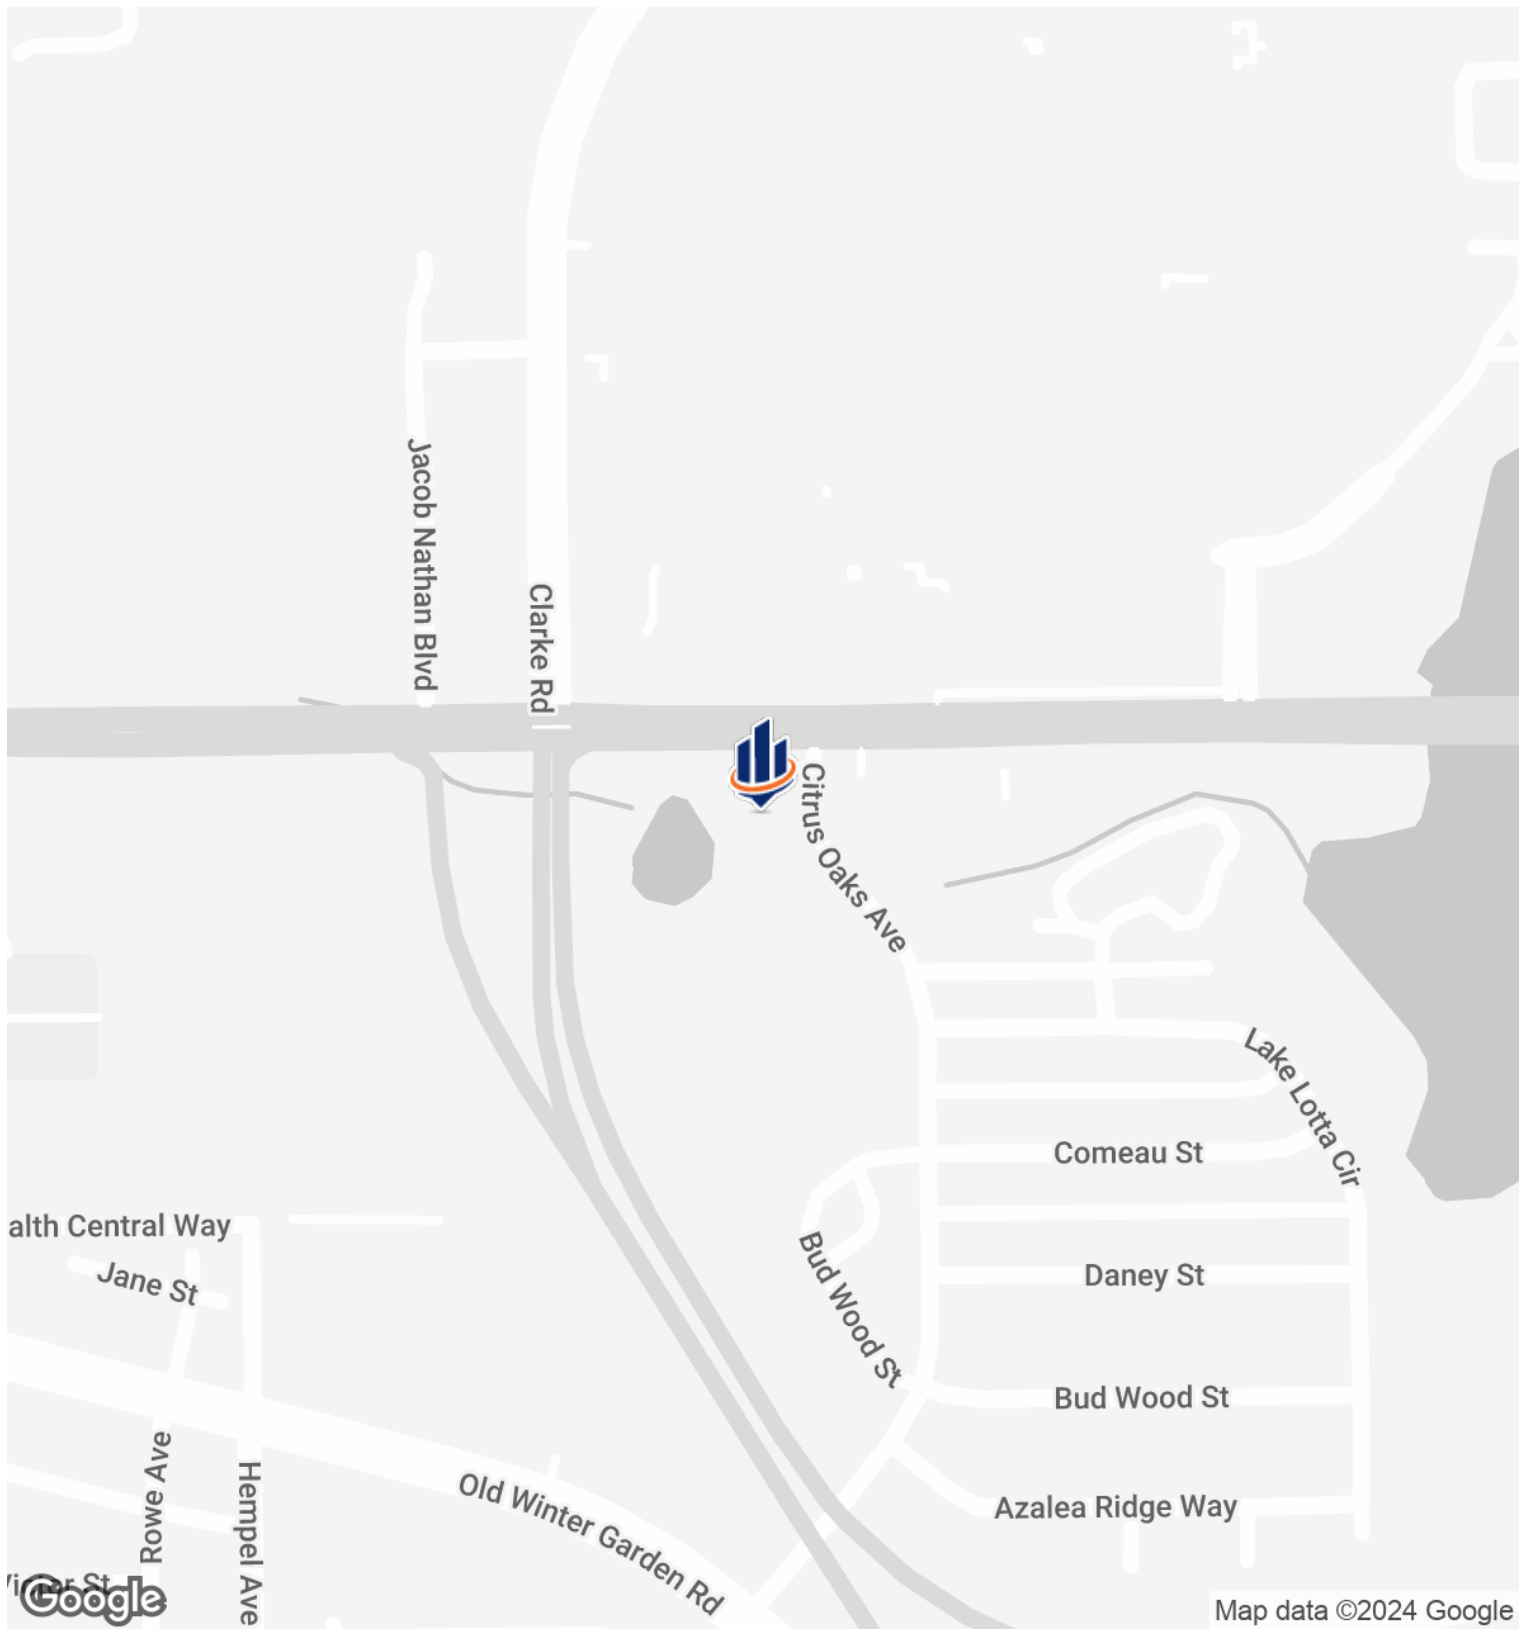 Jacob Nathan Blvd
Clarke Rd
Citrus Oaks Ave
Lake Lotta Cir
Comeau St
alth Central Way
Jane St
Daney St
Bud Wood St
Bud Wood St
Rowe Ave
Hempel Ave
Old Winter Garden Rd
Azalea Ridge Way
St
Google
Map data ©2024 Google